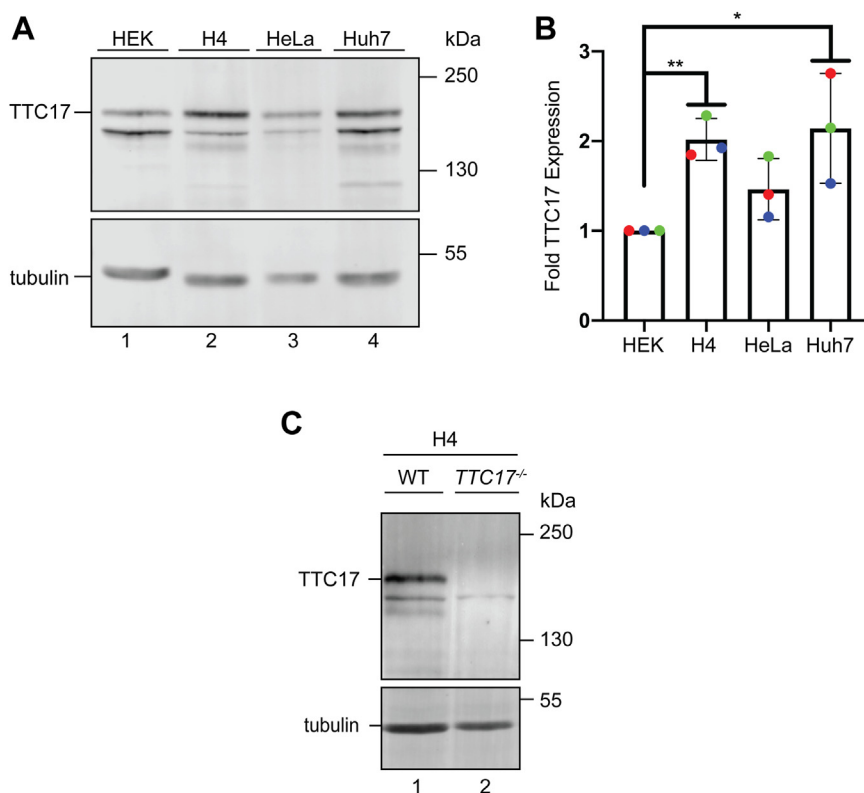 A
HEK H4 HeLa Huh7 kDa
250
TTC17
130
55
tubulin
1 2 3 4
B
Fold TTC17 Expression
3
2
1
0
*
**
HEK H4 HeLa Huh7
C
H4
WT TTC17-/-
kDa
250
TTC17
130
55
tubulin
1 2